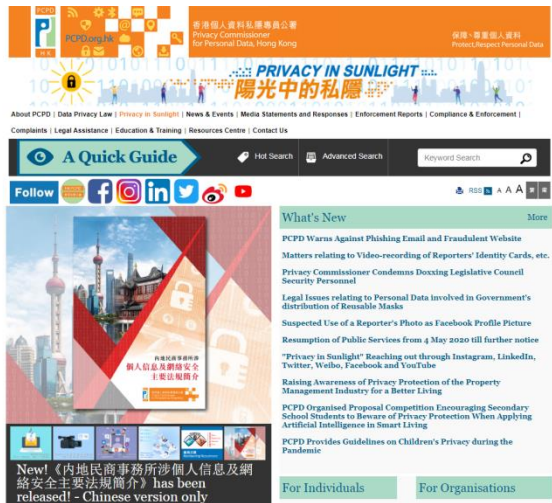 PCPD
H K
PCPD.org.hk
香港個人資料私隱專員公署
Privacy Commissioner
for Personal Data, Hong Kong
保障、尊重個人資料
Protect, Respect Personal Data
PRIVACY IN SUNLIGHT
陽光中的私隱
About PCPD | Data Privacy Law | Privacy in Sunlight | News & Events | Media Statements and Responses | Enforcement Reports | Compliance & Enforcement |
Complaints | Legal Assistance | Education & Training | Resources Centre | Contact Us
A Quick Guide
Hot Search
Advanced Search
Keyword Search
Follow
RSS
A A A
繁 簡
What's New
More
PCPD Warns Against Phishing Email and Fraudulent Website
Matters relating to Video-recording of Reporters' Identity Cards, etc.
Privacy Commissioner Condemns Doxxing Legislative Council
Security Personnel
Legal Issues relating to Personal Data involved in Government's
distribution of Reusable Masks
Suspected Use of a Reporter's Photo as Facebook Profile Picture
Resumption of Public Services from 4 May 2020 till further notice
"Privacy in Sunlight" Reaching out through Instagram, LinkedIn,
Twitter, Weibo, Facebook and YouTube
Raising Awareness of Privacy Protection of the Property
Management Industry for a Better Living
PCPD Organised Proposal Competition Encouraging Secondary
School Students to Beware of Privacy Protection When Applying
Artificial Intelligence in Smart Living
PCPD Provides Guidelines on Children's Privacy during the
Pandemic
內地民商事務所涉
個人信息及網絡安全
主要法規簡介
New!《內地民商事務所涉個人信息及網
絡安全主要法規簡介》has been
released! - Chinese version only
For Individuals
For Organisations